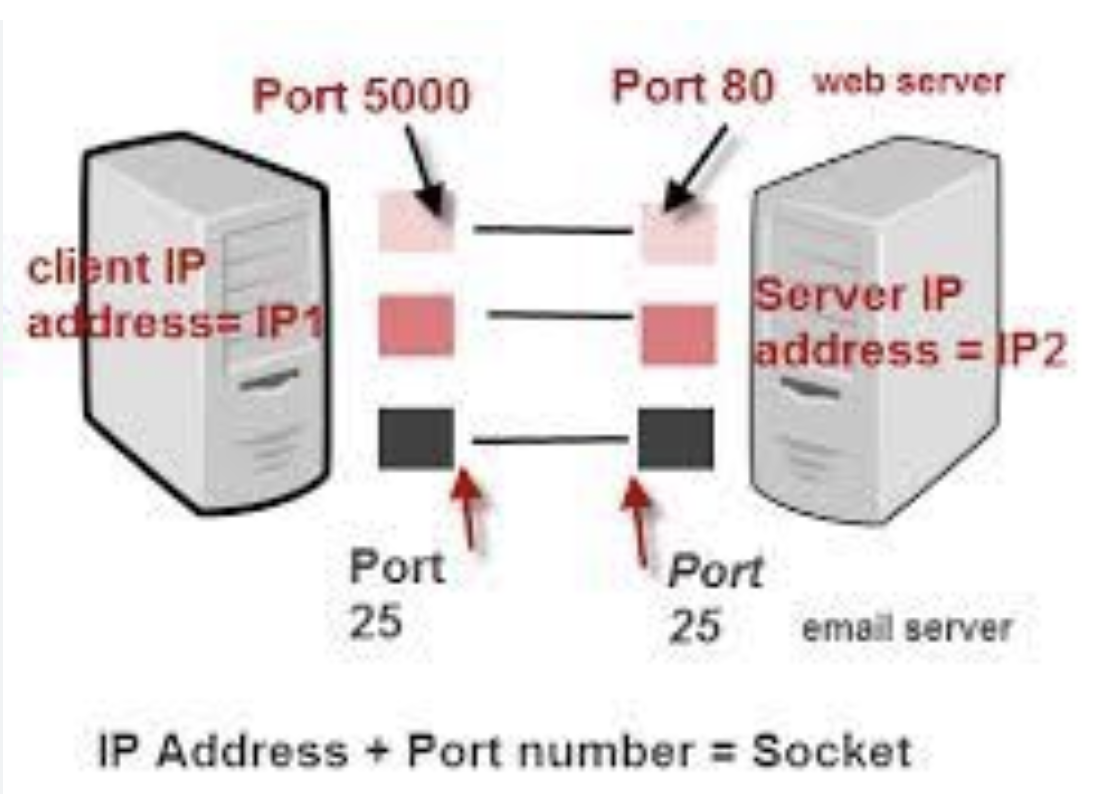 Port 5000
Port 80
web server
client IP
address= IP1
Server IP
address = IP2
Port
25
Port
25
email server
IP Address + Port number = Socket